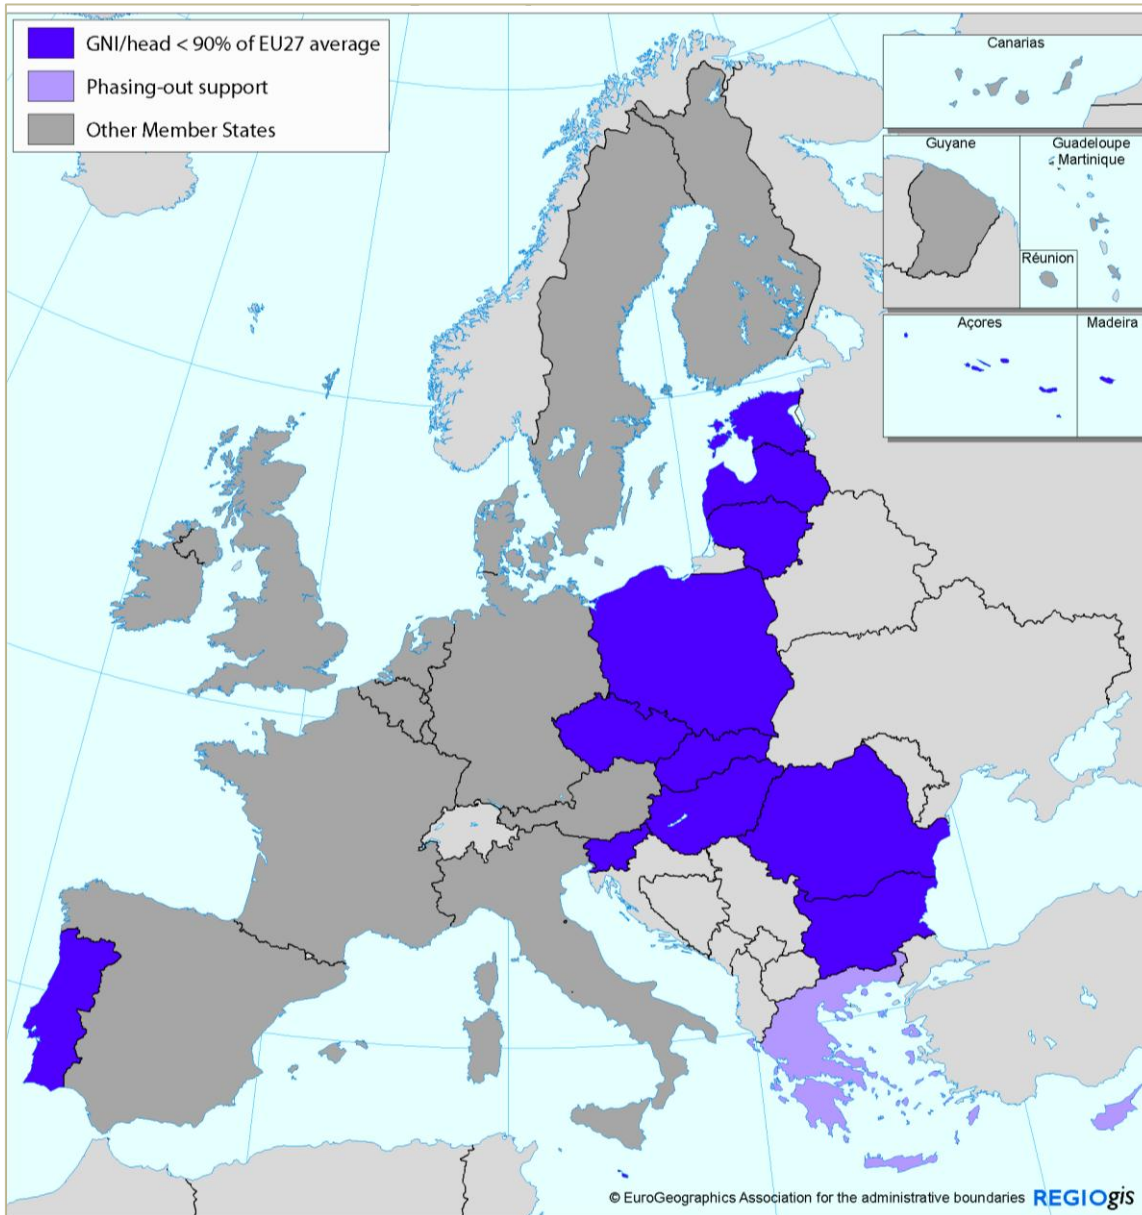 GNI/head < 90% of EU27 average
Phasing-out support
Other Member States
Canarias
Guyane
Guadeloupe
Martinique
Réunion
Açores
Madeira
© EuroGeographics Association for the administrative boundaries REGIOgis